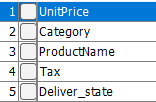 1 UnitPrice
2 Category
3 ProductName
4 Tax
5 Deliver_state